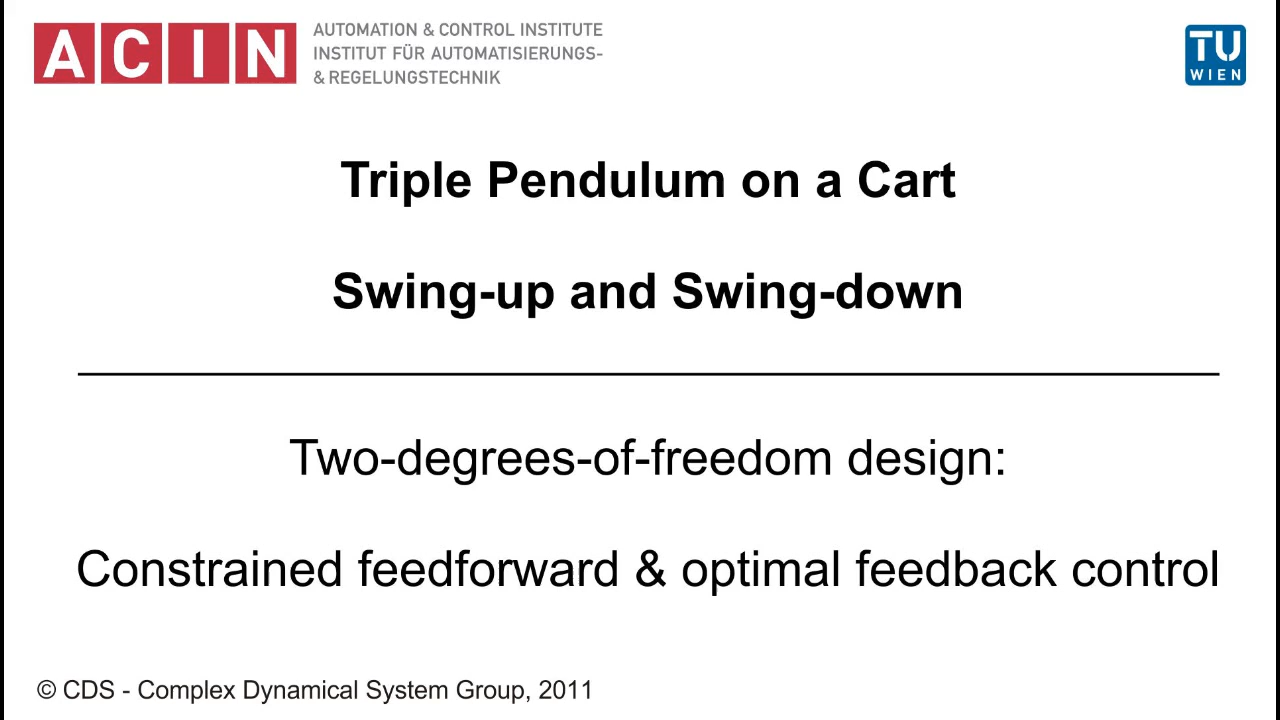 ACIN
AUTOMATION & CONTROL INSTITUTE
INSTITUT FÜR AUTOMATISIERUNGS-
& REGELUNGSTECHNIK
TU
WIEN
Triple Pendulum on a Cart
Swing-up and Swing-down
Two-degrees-of-freedom design:
Constrained feedforward & optimal feedback control
© CDS - Complex Dynamical System Group, 2011